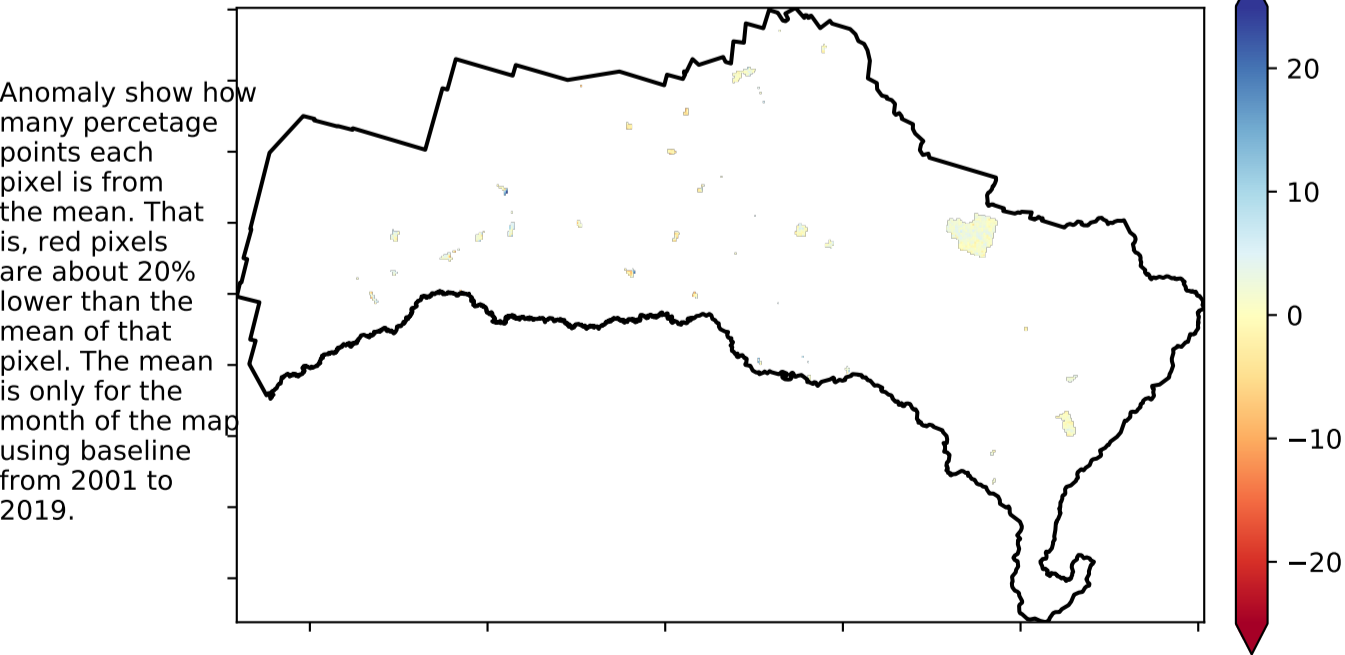 Anomaly show how
many percetage
points each
pixel is from
the mean. That
is, red pixels
are about 20%
lower than the
mean of that
pixel. The mean
is only for the
month of the map
using baseline
from 2001 to
2019.
20
10
0
−10
−20